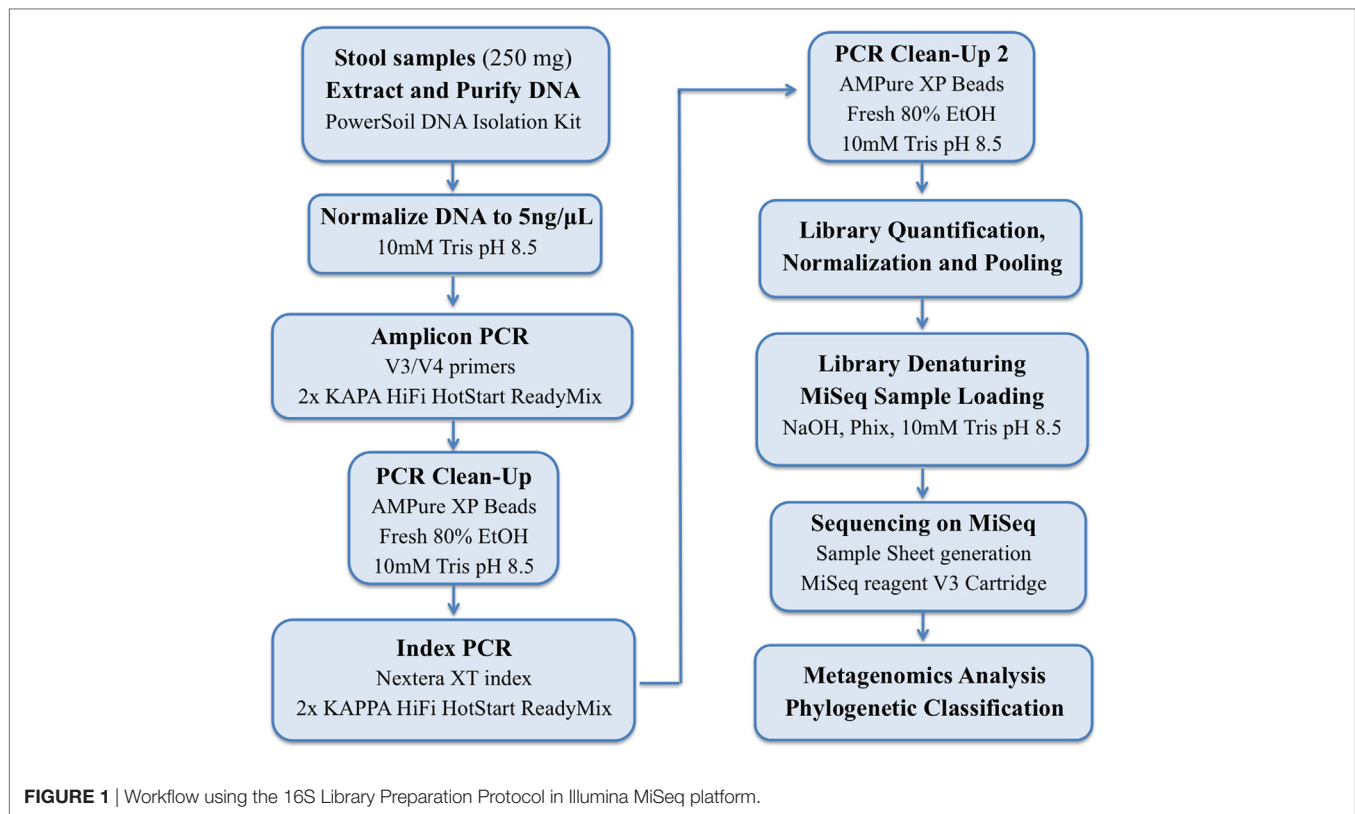 Stool samples (250 mg)
Extract and Purify DNA
PowerSoil DNA Isolation Kit
Normalize DNA to 5ng/µL
10mM Tris pH 8.5
Amplicon PCR
V3/V4 primers
2x KAPA HiFi HotStart ReadyMix
PCR Clean-Up
AMPure XP Beads
Fresh 80% EtOH
10mM Tris pH 8.5
Index PCR
Nextera XT index
2x KAPPA HiFi HotStart ReadyMix
PCR Clean-Up 2
AMPure XP Beads
Fresh 80% EtOH
10mM Tris pH 8.5
Library Quantification,
Normalization and Pooling
Library Denaturing
MiSeq Sample Loading
NaOH, Phix, 10mM Tris pH 8.5
Sequencing on MiSeq
Sample Sheet generation
MiSeq reagent V3 Cartridge
Metagenomics Analysis
Phylogenetic Classification
FIGURE 1 | Workflow using the 16S Library Preparation Protocol in Illumina MiSeq platform.